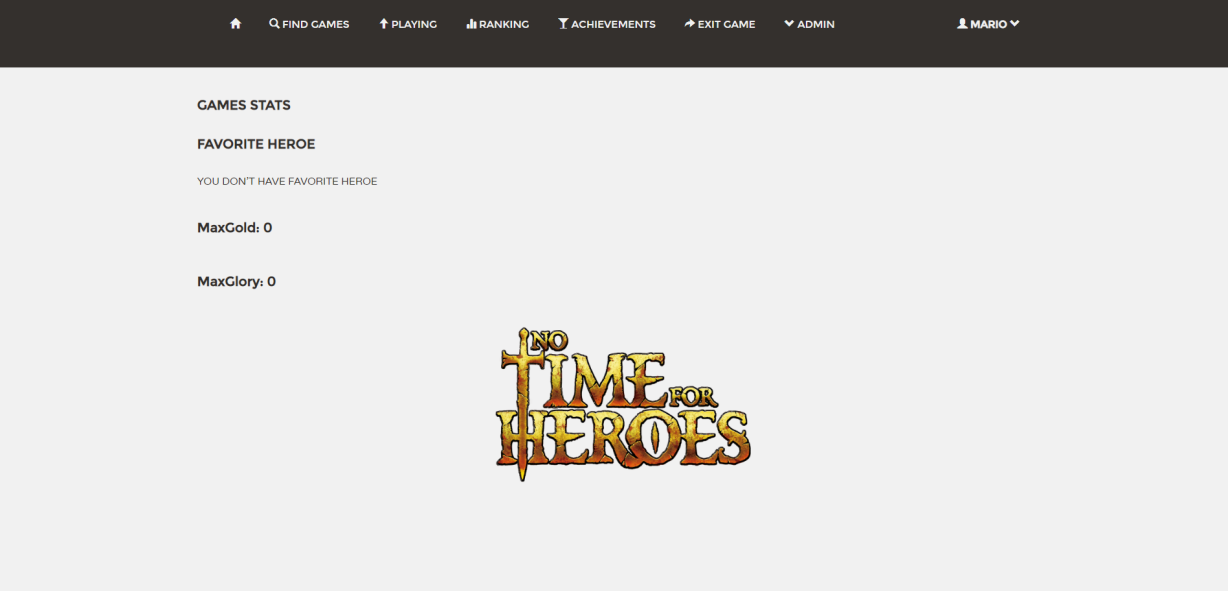 FIND GAMES PLAYING RANKING ACHIEVEMENTS EXIT GAME ADMIN MARIO
GAMES STATS
FAVORITE HEROE
YOU DON'T HAVE FAVORITE HEROE
MaxGold: 0
MaxGlory: 0
NO
TIME FOR
HEROES